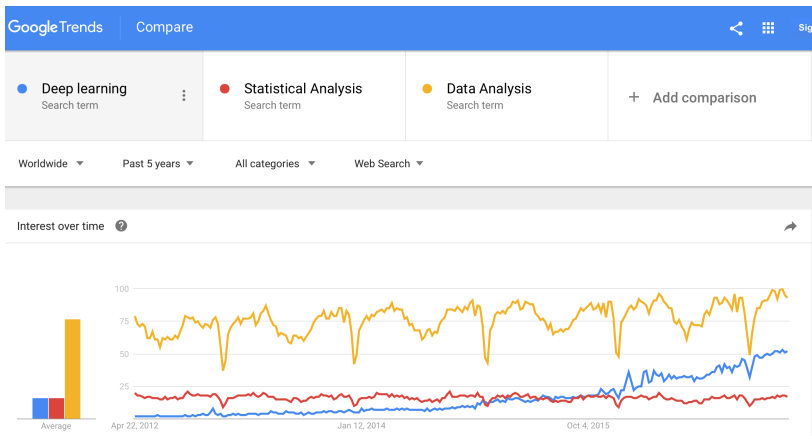 Google Trends Compare
Sig
Deep learning
Search term
Statistical Analysis
Search term
Data Analysis
Search term
+ Add comparison
Worldwide Past 5 years All categories Web Search
Interest over time ?
100
75
50
25
Average Apr 22, 2012 Jan 12, 2014 Oct 4, 2015